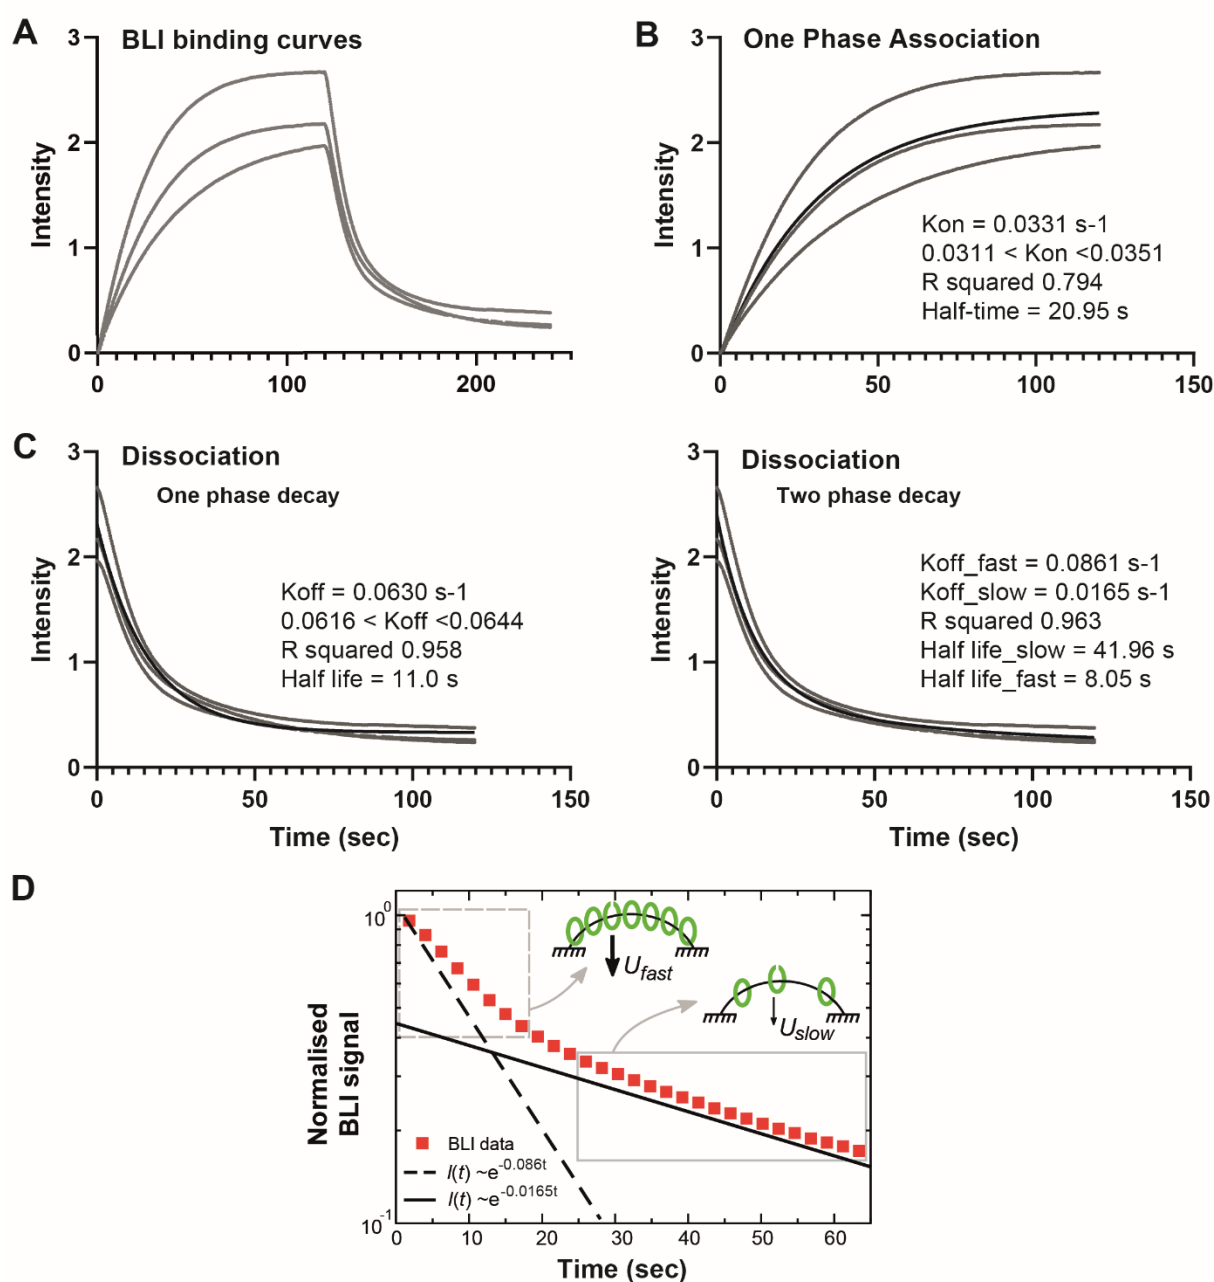 A
BLI binding curves
3
2
1
0
Intensity
0 100 200
B
One Phase Association
3
2
1
0
Intensity
Kon = 0.0331 s-1
0.0311 < Kon <0.0351
R squared 0.794
Half-time = 20.95 s
0 50 100 150
C
Dissociation
One phase decay
3
2
1
0
Intensity
Koff = 0.0630 s-1
0.0616 < Koff <0.0644
R squared 0.958
Half life = 11.0 s
0 50 100 150
Time (sec)
Dissociation
Two phase decay
3
2
1
0
Intensity
Koff_fast = 0.0861 s-1
Koff_slow = 0.0165 s-1
R squared 0.963
Half life_slow = 41.96 s
Half life_fast = 8.05 s
0 50 100 150
Time (sec)
D
10^0
10^-1
Normalised
BLI signal
U_fast
U_slow
BLI data
I(t) ~e^-0.086t
I(t) ~e^-0.0165t
0 10 20 30 40 50 60
Time (sec)